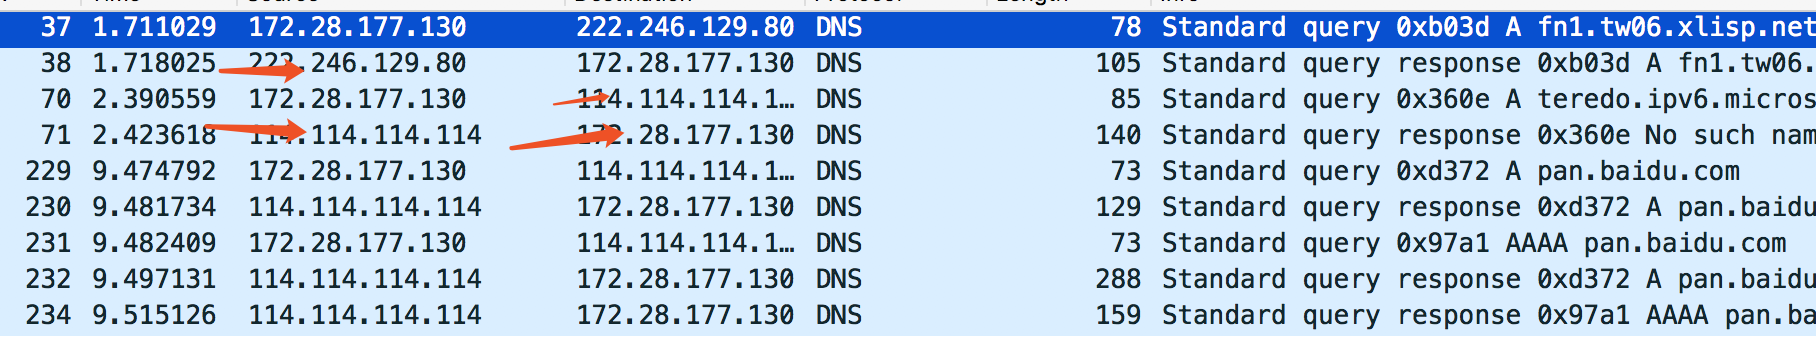 Time Source Destination Protocol Length Info
37 1.711029 172.28.177.130 222.246.129.80 DNS 78 Standard query 0xb03d A fn1.tw06.xlisp.net
38 1.718025 222.246.129.80 172.28.177.130 DNS 105 Standard query response 0xb03d A fn1.tw06.
70 2.390559 172.28.177.130 114.114.114.1… DNS 85 Standard query 0x360e A teredo.ipv6.micros
71 2.423618 114.114.114.114 172.28.177.130 DNS 140 Standard query response 0x360e No such nam
229 9.474792 172.28.177.130 114.114.114.1… DNS 73 Standard query 0xd372 A pan.baidu.com
230 9.481734 114.114.114.114 172.28.177.130 DNS 129 Standard query response 0xd372 A pan.baidu
231 9.482409 172.28.177.130 114.114.114.1… DNS 73 Standard query 0x97a1 AAAA pan.baidu.com
232 9.497131 114.114.114.114 172.28.177.130 DNS 288 Standard query response 0xd372 A pan.baidu
234 9.515126 114.114.114.114 172.28.177.130 DNS 159 Standard query response 0x97a1 AAAA pan.ba